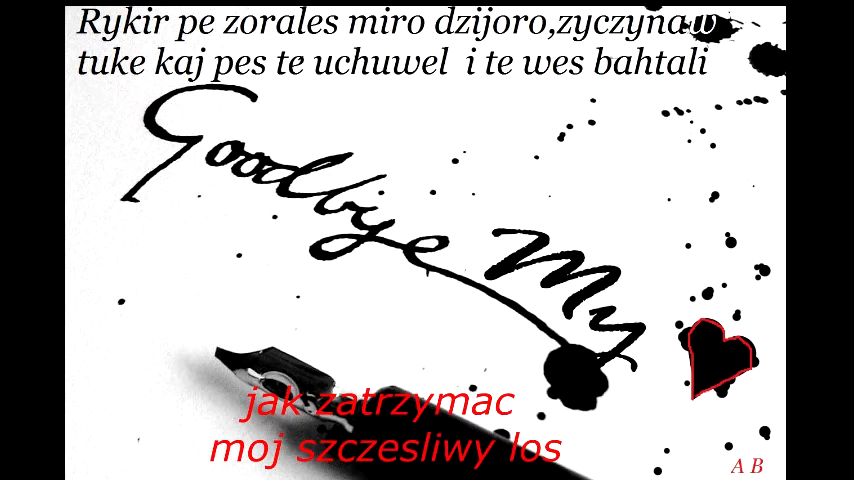 Rykir pe zorales miro dzijoro,zyczynaw
tuke kaj pes te uchuwel i te wes bahtali
Goodbye My
jak zatrzymac
moj szczesliwy los
A B